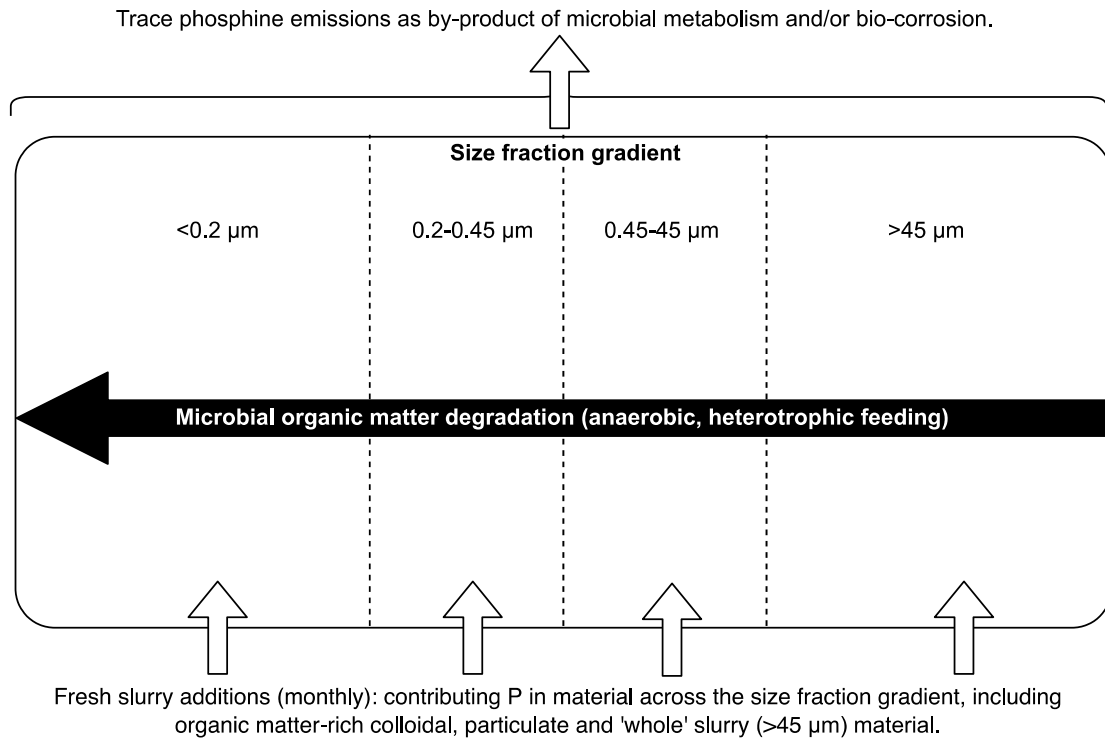 Trace phosphine emissions as by-product of microbial metabolism and/or bio-corrosion.
Size fraction gradient
<0.2 µm
0.2-0.45 µm
0.45-45 µm
>45 µm
Microbial organic matter degradation (anaerobic, heterotrophic feeding)
Fresh slurry additions (monthly): contributing P in material across the size fraction gradient, including
organic matter-rich colloidal, particulate and 'whole' slurry (>45 µm) material.